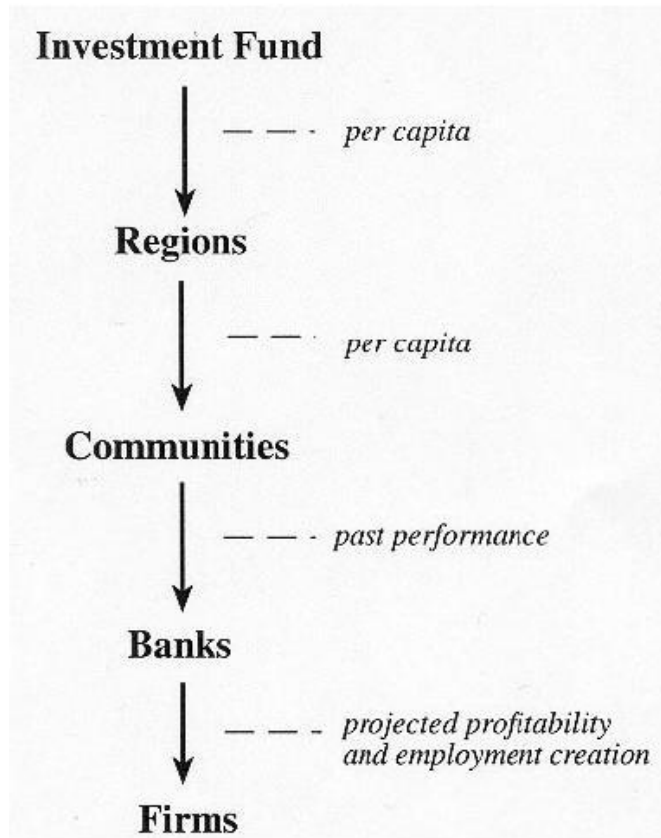 Investment Fund
per capita
Regions
per capita
Communities
past performance
Banks
projected profitability
and employment creation
Firms